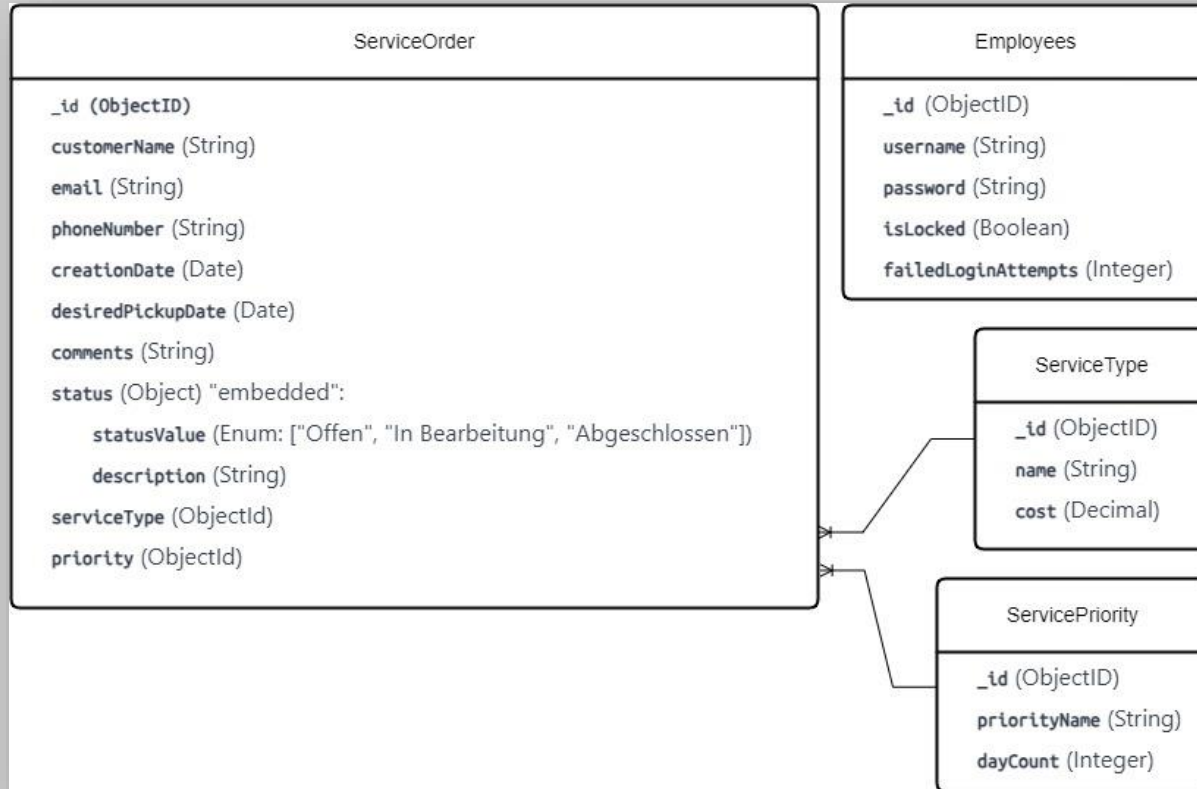 ServiceOrder
_id (ObjectID)
customerName (String)
email (String)
phoneNumber (String)
creationDate (Date)
desiredPickupDate (Date)
comments (String)
status (Object) "embedded":
statusValue (Enum: ["Offen", "In Bearbeitung", "Abgeschlossen"])
description (String)
serviceType (ObjectId)
priority (ObjectId)
Employees
_id (ObjectID)
username (String)
password (String)
isLocked (Boolean)
failedLoginAttempts (Integer)
ServiceType
_id (ObjectID)
name (String)
cost (Decimal)
ServicePriority
_id (ObjectID)
priorityName (String)
dayCount (Integer)